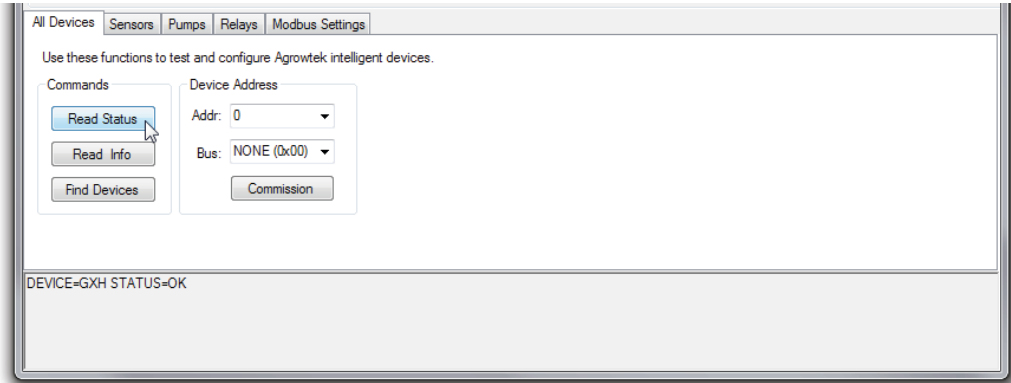 All Devices Sensors Pumps Relays Modbus Settings
Use these functions to test and configure Agrowtek intelligent devices.
Commands
Read Status
Read Info
Find Devices
Device Address
Addr: 0
Bus: NONE (0x00)
Commission
DEVICE=GXH STATUS=OK